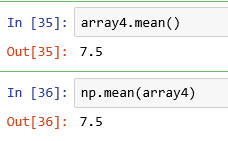 In [35]: array4.mean()
Out[35]: 7.5
In [36]: np.mean(array4)
Out[36]: 7.5